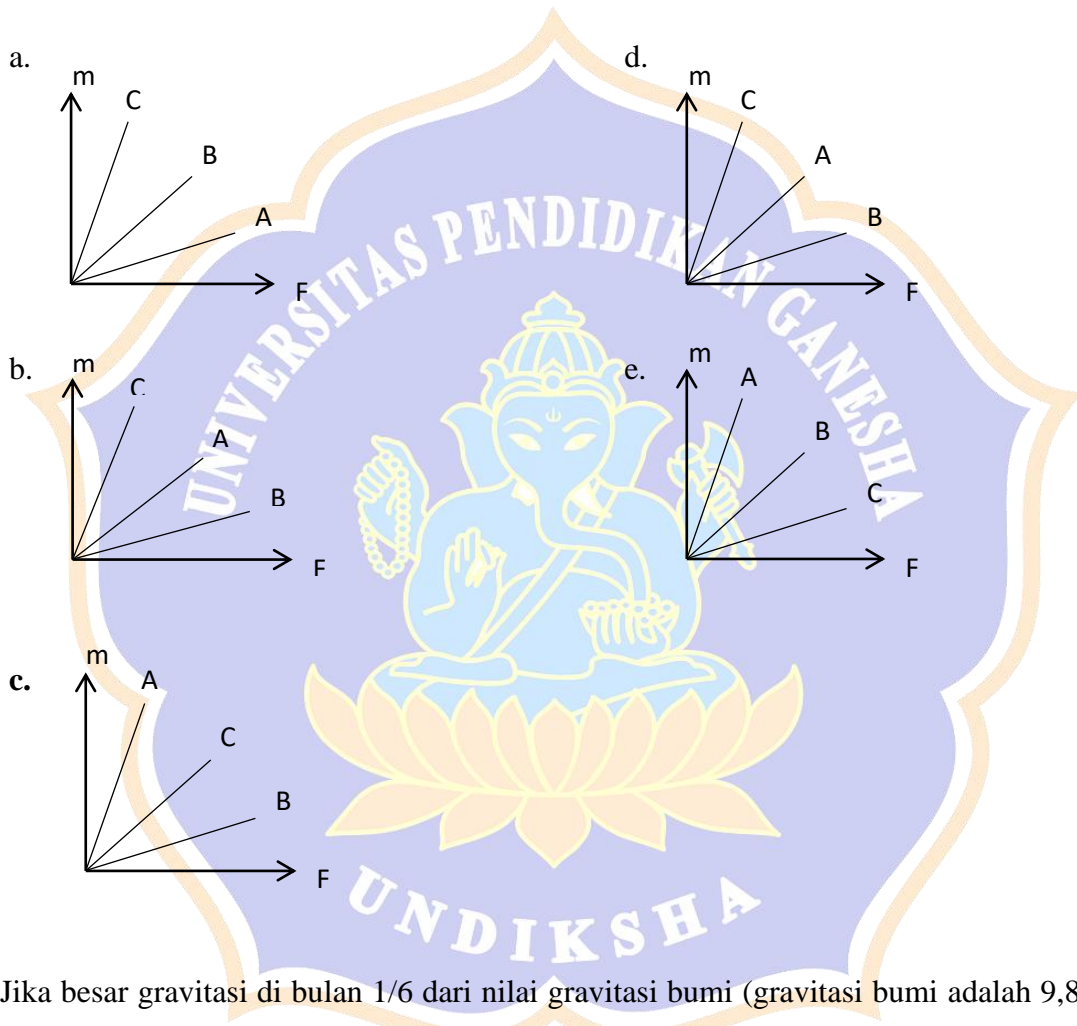 a.
m
C
B
A
F
d.
m
C
A
B
F
b.
m
C
A
B
F
e.
m
A
B
C
F
c.
m
A
C
B
F
UNIVERSITAS PENDIDIKAN GANESHA
UNDIKSHA
Jika besar gravitasi di bulan 1/6 dari nilai gravitasi bumi (gravitasi bumi adalah 9,8